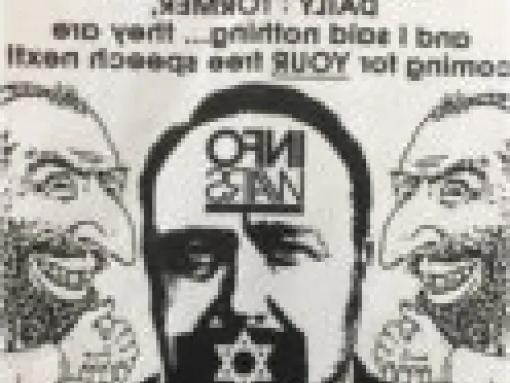 DAILY STORMER,
and I said nothing... they are
coming for YOUR free speech next!!
INFO
WARS